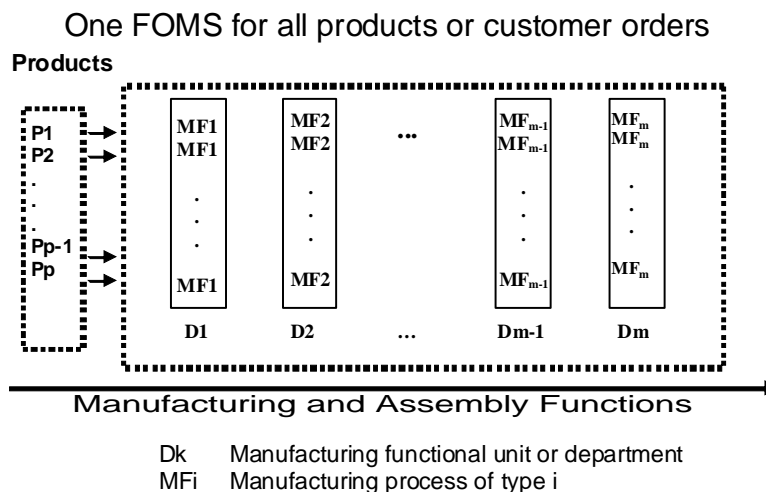 One FOMS for all products or customer orders
Products
P1
P2
.
.
.
Pp-1
Pp
MF1
MF1
.
.
.
MF1
D1
MF2
MF2
.
.
.
MF2
D2
...
...
MFm-1
MFm-1
.
.
.
MFm-1
Dm-1
MFm
MFm
.
.
.
MFm
Dm
Manufacturing and Assembly Functions
Dk Manufacturing functional unit or department
MFi Manufacturing process of type i